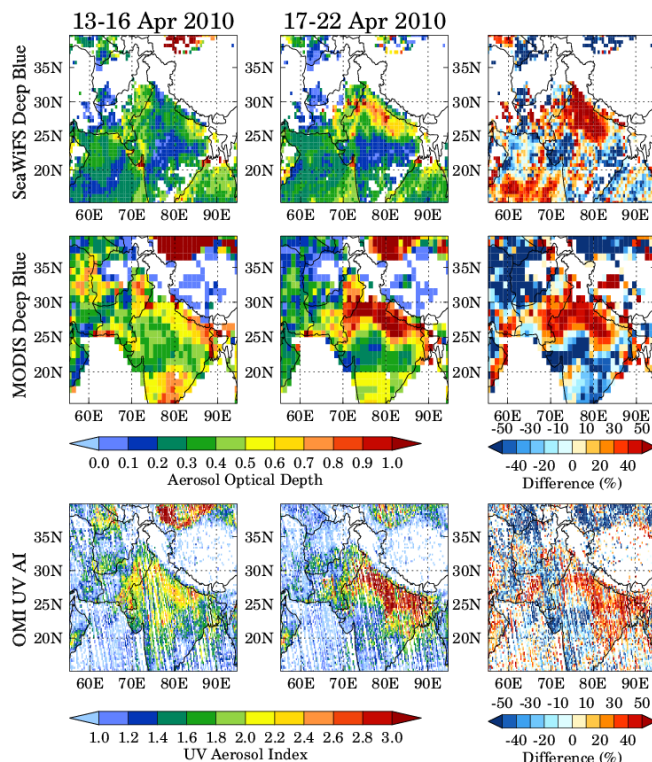 13-16 Apr 2010 17-22 Apr 2010
SeaWiFS Deep Blue
35N 35N 35N
30N 30N 30N
25N 25N 25N
20N 20N 20N
60E 70E 80E 90E 60E 70E 80E 90E 60E 70E 80E 90E
MODIS Deep Blue
35N 35N 35N
30N 30N 30N
25N 25N 25N
20N 20N 20N
60E 70E 80E 90E 60E 70E 80E 90E 60E 70E 80E 90E
0.0 0.1 0.2 0.3 0.4 0.5 0.6 0.7 0.8 0.9 1.0
Aerosol Optical Depth
-50 -30 -10 10 30 50
-40 -20 0 20 40
Difference (%)
OMI UV AI
35N 35N 35N
30N 30N 30N
25N 25N 25N
20N 20N 20N
60E 70E 80E 90E 60E 70E 80E 90E 60E 70E 80E 90E
1.0 1.2 1.4 1.6 1.8 2.0 2.2 2.4 2.6 2.8 3.0
UV Aerosol Index
-50 -30 -10 10 30 50
-40 -20 0 20 40
Difference (%)